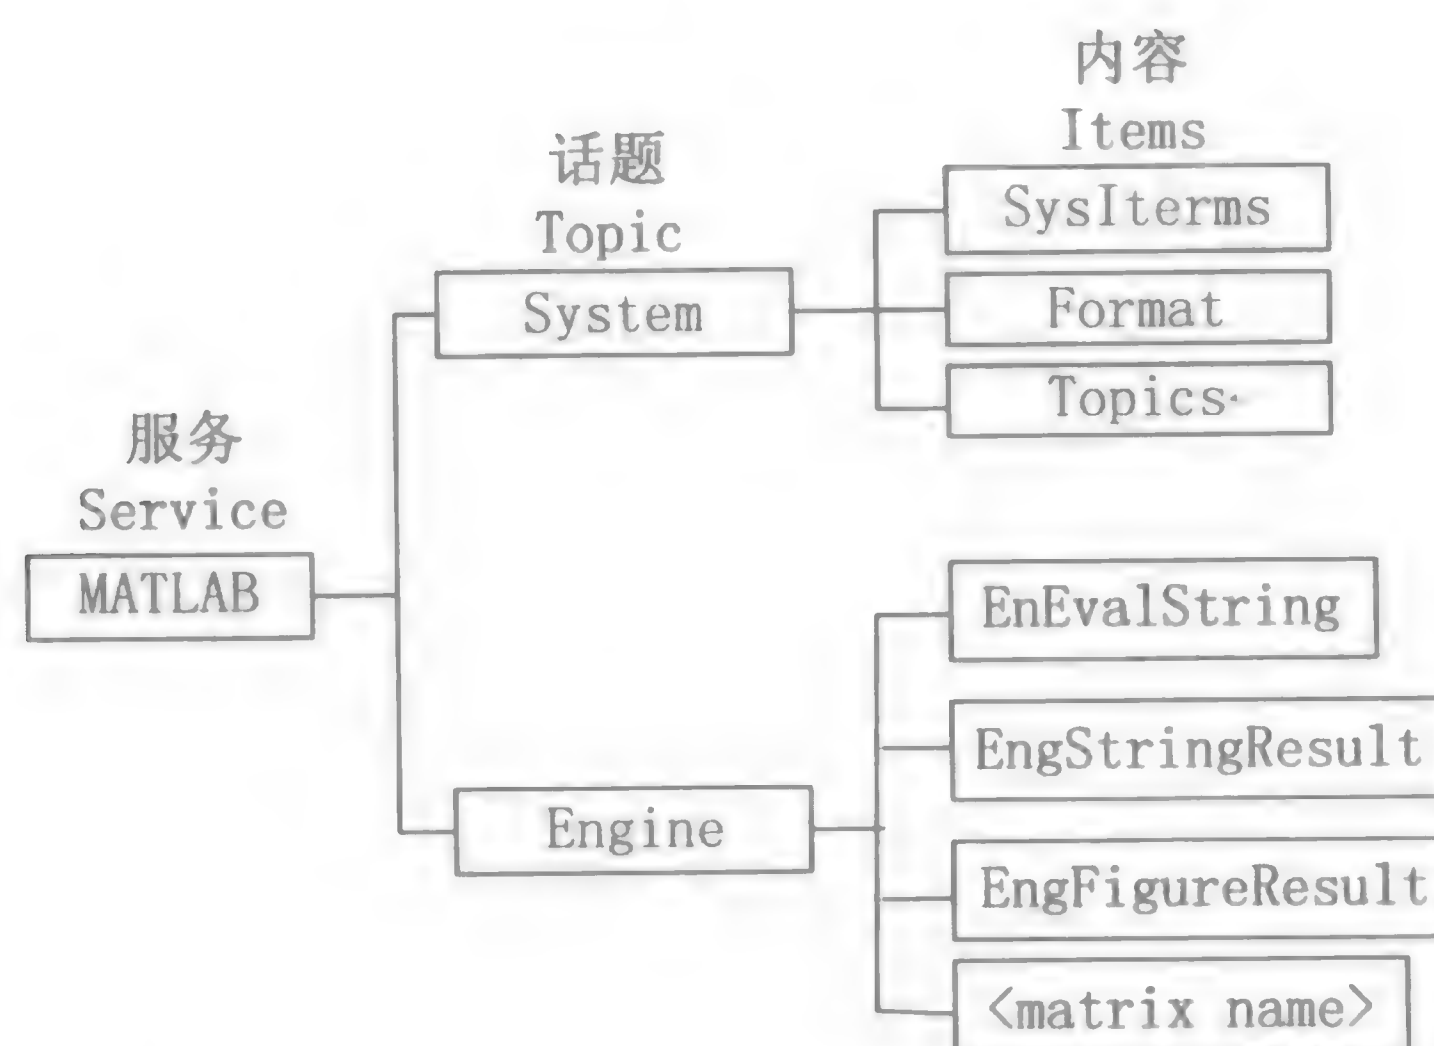 内容
Items
话题
Topic
SysIterms
System
Format
Topics
服务
Service
MATLAB
EnEvalString
EngStringResult
Engine
EngFigureResult
<matrix name>